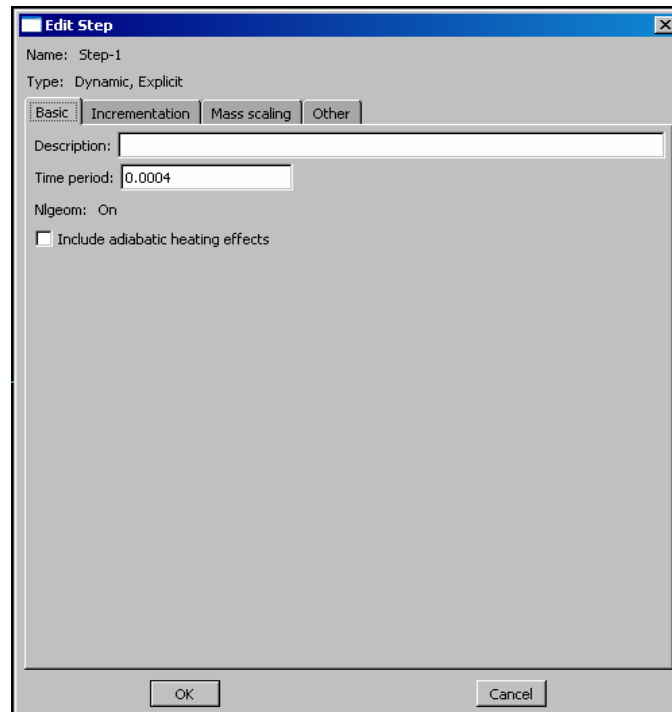 Edit Step
Name: Step-1
Type: Dynamic, Explicit
Basic Incrementation Mass scaling Other
Description:
Time period: 0.0004
Nlgeom: On
Include adiabatic heating effects
OK Cancel